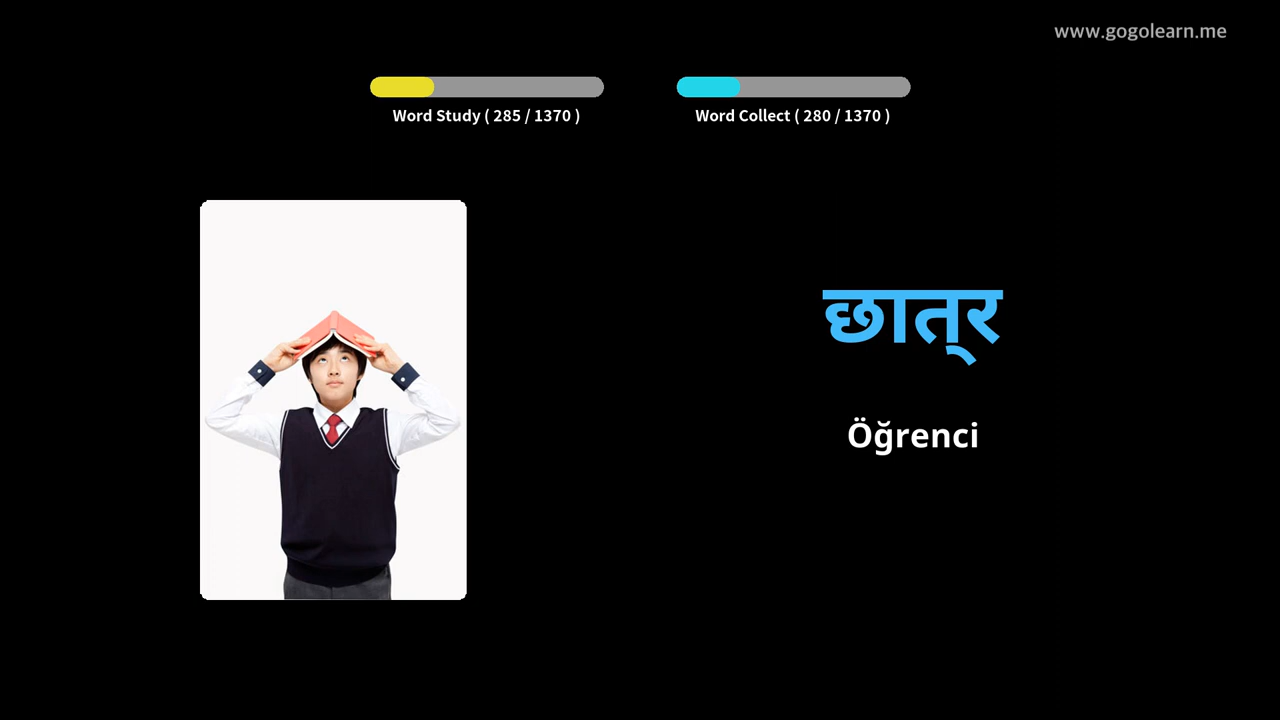 www.gogolearn.me
Word Study ( 285 / 1370 )
Word Collect ( 280 / 1370 )
छात्‌र
Öğrenci